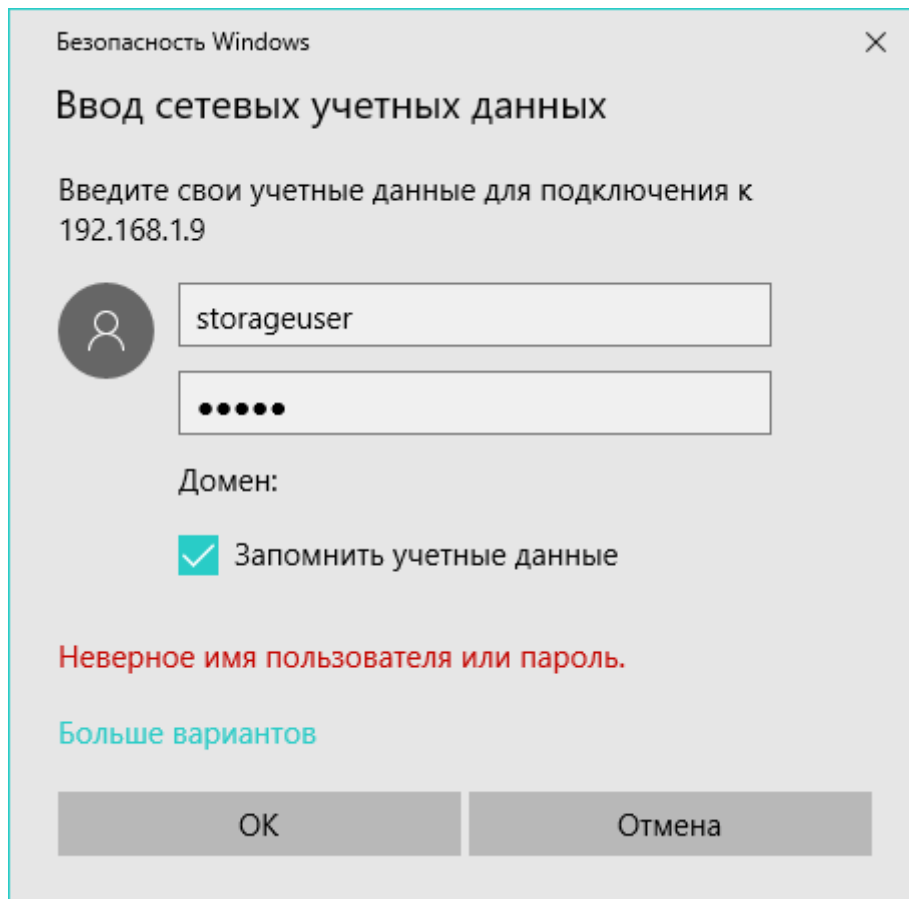 Безопасность Windows
Ввод сетевых учетных данных
Введите свои учетные данные для подключения к
192.168.1.9
storageuser
•••••
Домен:
Запомнить учетные данные
Неверное имя пользователя или пароль.
Больше вариантов
ОК
Отмена